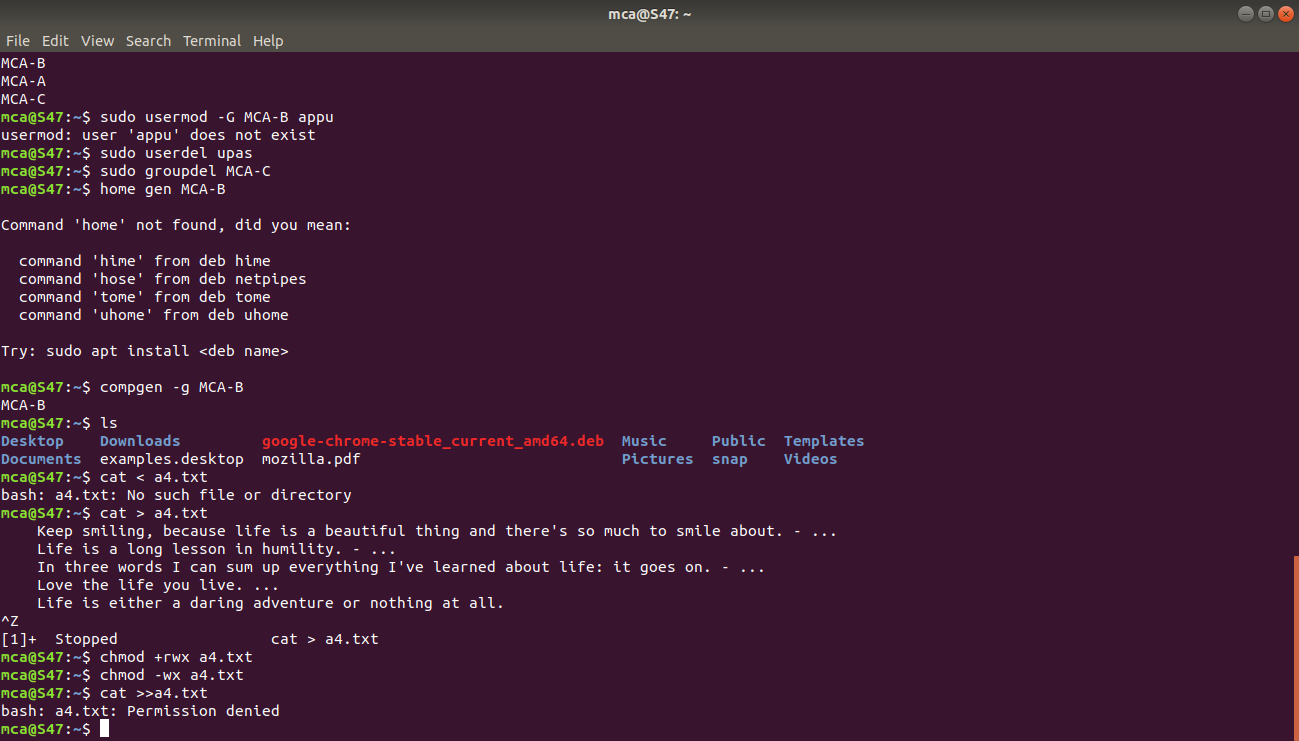 mca@S47: ~
File Edit View Search Terminal Help
MCA-B
MCA-A
MCA-C
mca@S47:~$ sudo usermod -G MCA-B appu
usermod: user 'appu' does not exist
mca@S47:~$ sudo userdel upas
mca@S47:~$ sudo groupdel MCA-C
mca@S47:~$ home gen MCA-B
Command 'home' not found, did you mean:
  command 'hime' from deb hime
  command 'hose' from deb netpipes
  command 'tome' from deb tome
  command 'uhome' from deb uhome
Try: sudo apt install <deb name>
mca@S47:~$ compgen -g MCA-B
MCA-B
mca@S47:~$ ls
Desktop    Downloads         google-chrome-stable_current_amd64.deb  Music     Public  Templates
Documents  examples.desktop  mozilla.pdf                             Pictures  snap    Videos
mca@S47:~$ cat < a4.txt
bash: a4.txt: No such file or directory
mca@S47:~$ cat > a4.txt
    Keep smiling, because life is a beautiful thing and there's so much to smile about. - ...
    Life is a long lesson in humility. - ...
    In three words I can sum up everything I've learned about life: it goes on. - ...
    Love the life you live. ...
    Life is either a daring adventure or nothing at all.
^Z
[1]+  Stopped                 cat > a4.txt
mca@S47:~$ chmod +rwx a4.txt
mca@S47:~$ chmod -wx a4.txt
mca@S47:~$ cat >>a4.txt
bash: a4.txt: Permission denied
mca@S47:~$